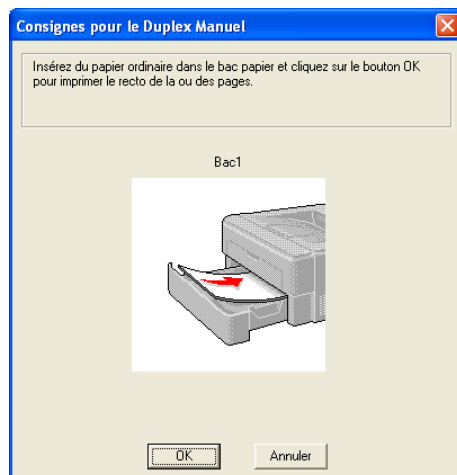 Consignes pour le Duplex Manuel
Insérez du papier ordinaire dans le bac papier et cliquez sur le bouton OK
pour imprimer le recto de la ou des pages.
Bac1
OK
Annuler